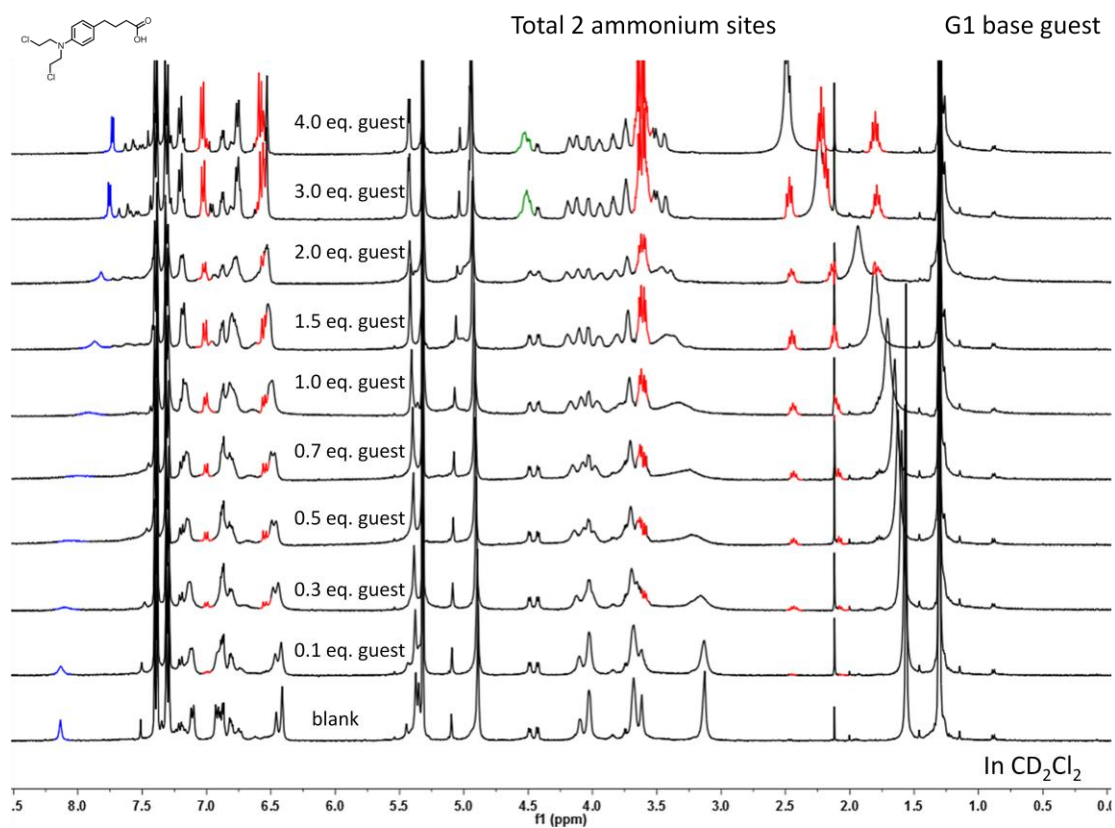 Total 2 ammonium sites G1 base guest
O
OH
N
Cl
Cl
4.0 eq. guest
3.0 eq. guest
2.0 eq. guest
1.5 eq. guest
1.0 eq. guest
0.7 eq. guest
0.5 eq. guest
0.3 eq. guest
0.1 eq. guest
blank
In CD₂Cl₂
.5 8.0 7.5 7.0 6.5 6.0 5.5 5.0 4.5 4.0 3.5 3.0 2.5 2.0 1.5 1.0 0.5 0.0
f1 (ppm)